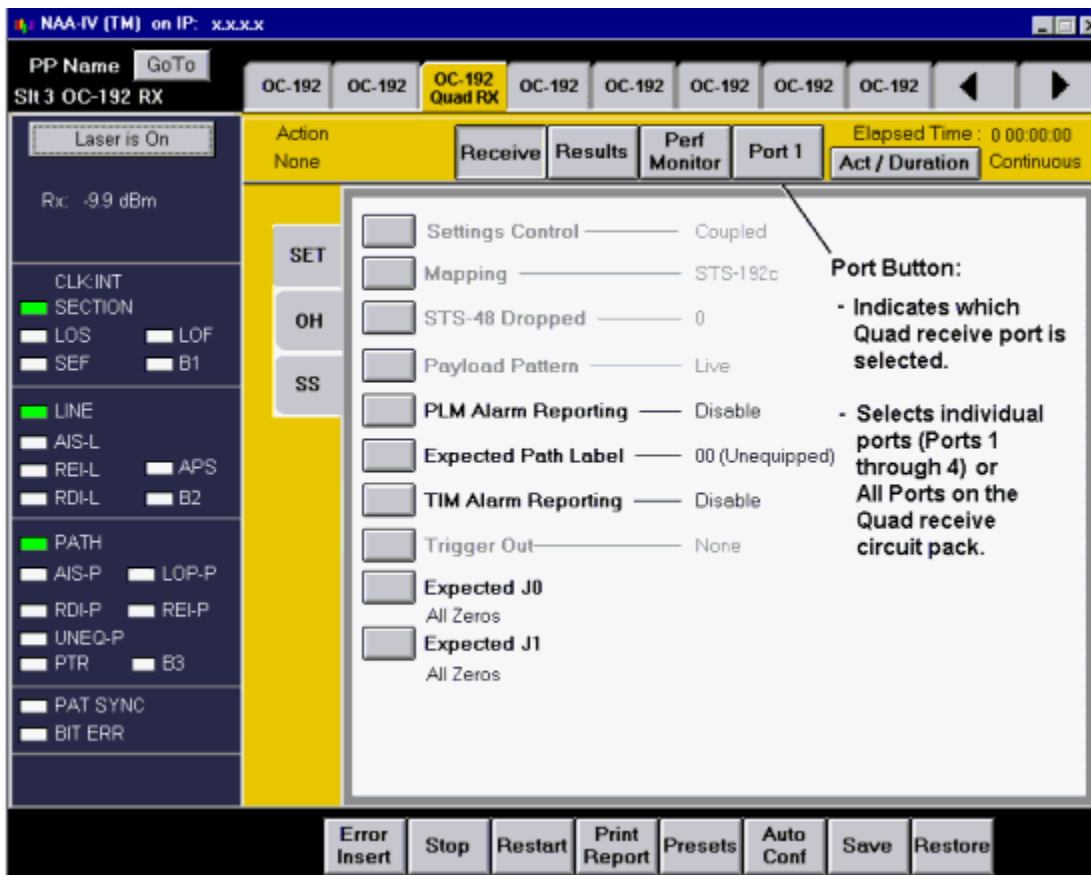 NAA-IV (TM) on IP: x.x.x.x
PP Name GoTo
Slt 3 OC-192 RX
OC-192 OC-192 OC-192 Quad RX OC-192 OC-192 OC-192 OC-192 OC-192
Laser is On
Rx: -9.9 dBm
CLK:INT
SECTION
LOS LOF
SEF B1
LINE
AIS-L
REI-L APS
RDI-L B2
PATH
AIS-P LOP-P
RDI-P REI-P
UNEQ-P
PTR B3
PAT SYNC
BIT ERR
Action
None
Receive Results Perf Monitor Port 1
Elapsed Time : 0 00:00:00
Act / Duration Continuous
SET
OH
SS
Settings Control Coupled
Mapping STS-192c
STS-48 Dropped 0
Payload Pattern Live
PLM Alarm Reporting Disable
Expected Path Label 00 (Unequipped)
TIM Alarm Reporting Disable
Trigger Out None
Expected J0
All Zeros
Expected J1
All Zeros
Port Button:
- Indicates which
Quad receive port is
selected.
- Selects individual
ports (Ports 1
through 4) or
All Ports on the
Quad receive
circuit pack.
Error Insert Stop Restart Print Report Presets Auto Conf Save Restore